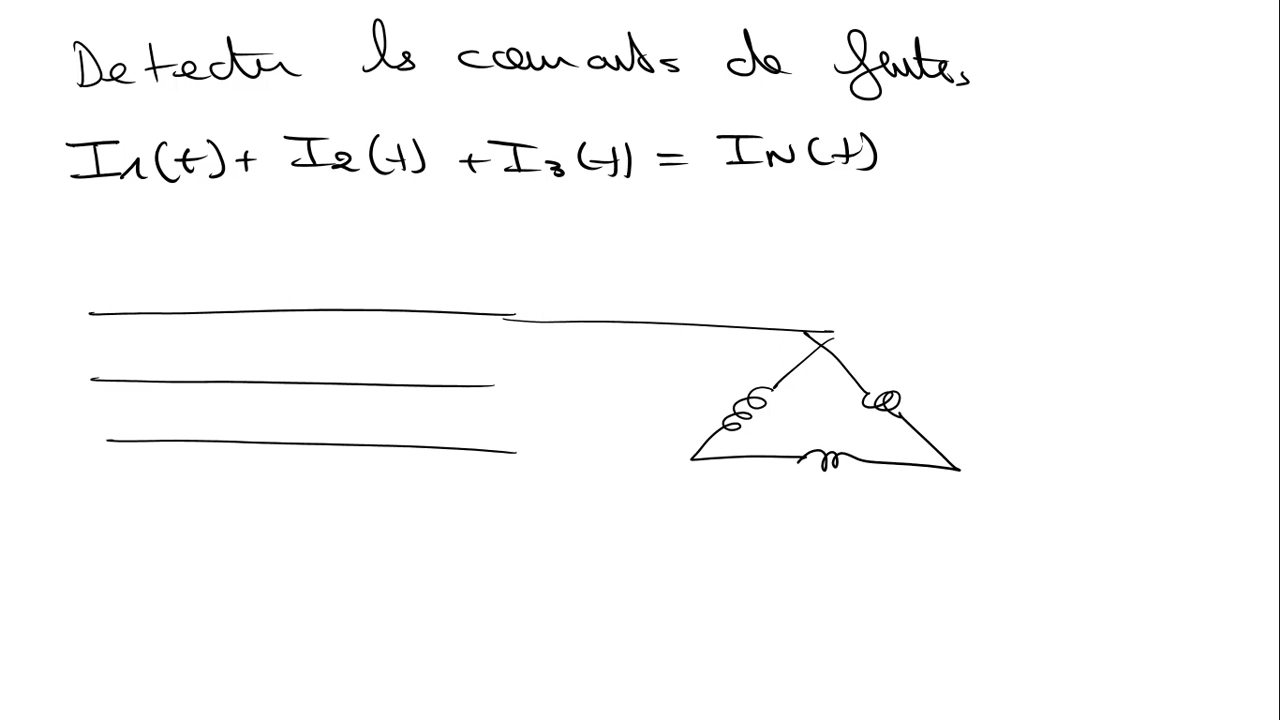 Detecter les courants de fuites
I1(t) + I2(t) + I3(t) = IN(t)